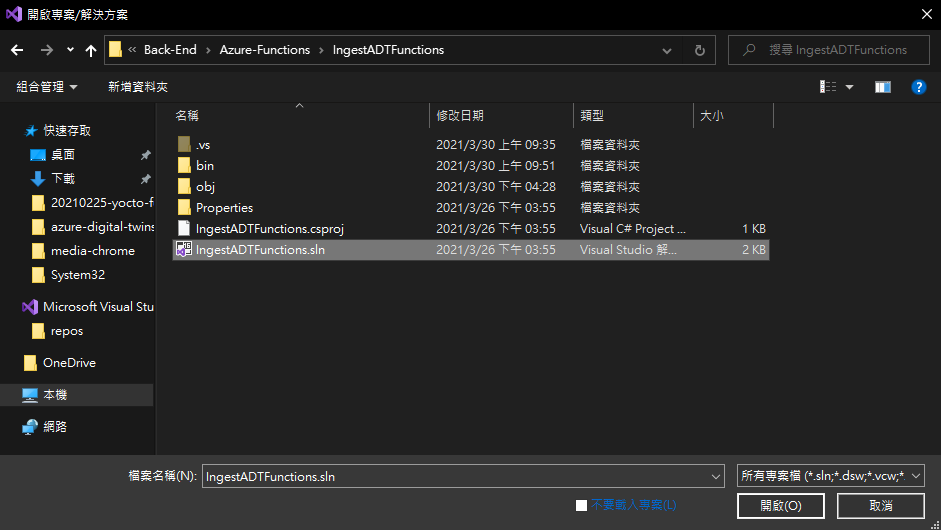 開啟專案/解決方案
« Back-End › Azure-Functions › IngestADTFunctions
搜尋 IngestADTFunctions
組合管理 新增資料夾
名稱 修改日期 類型 大小
快速存取
桌面
下載
20210225-yocto-f
azure-digital-twins
media-chrome
System32
Microsoft Visual Stu
repos
OneDrive
本機
網路
.vs 2021/3/30 上午 09:35 檔案資料夾
bin 2021/3/30 上午 09:51 檔案資料夾
obj 2021/3/30 下午 04:28 檔案資料夾
Properties 2021/3/26 下午 03:55 檔案資料夾
IngestADTFunctions.csproj 2021/3/26 下午 03:55 Visual C# Project ... 1 KB
IngestADTFunctions.sln 2021/3/26 下午 03:55 Visual Studio 解... 2 KB
檔案名稱(N): IngestADTFunctions.sln 所有專案檔 (*.sln;*.dsw;*.vcw;*.
不要載入專案(L)
開啟(O) 取消